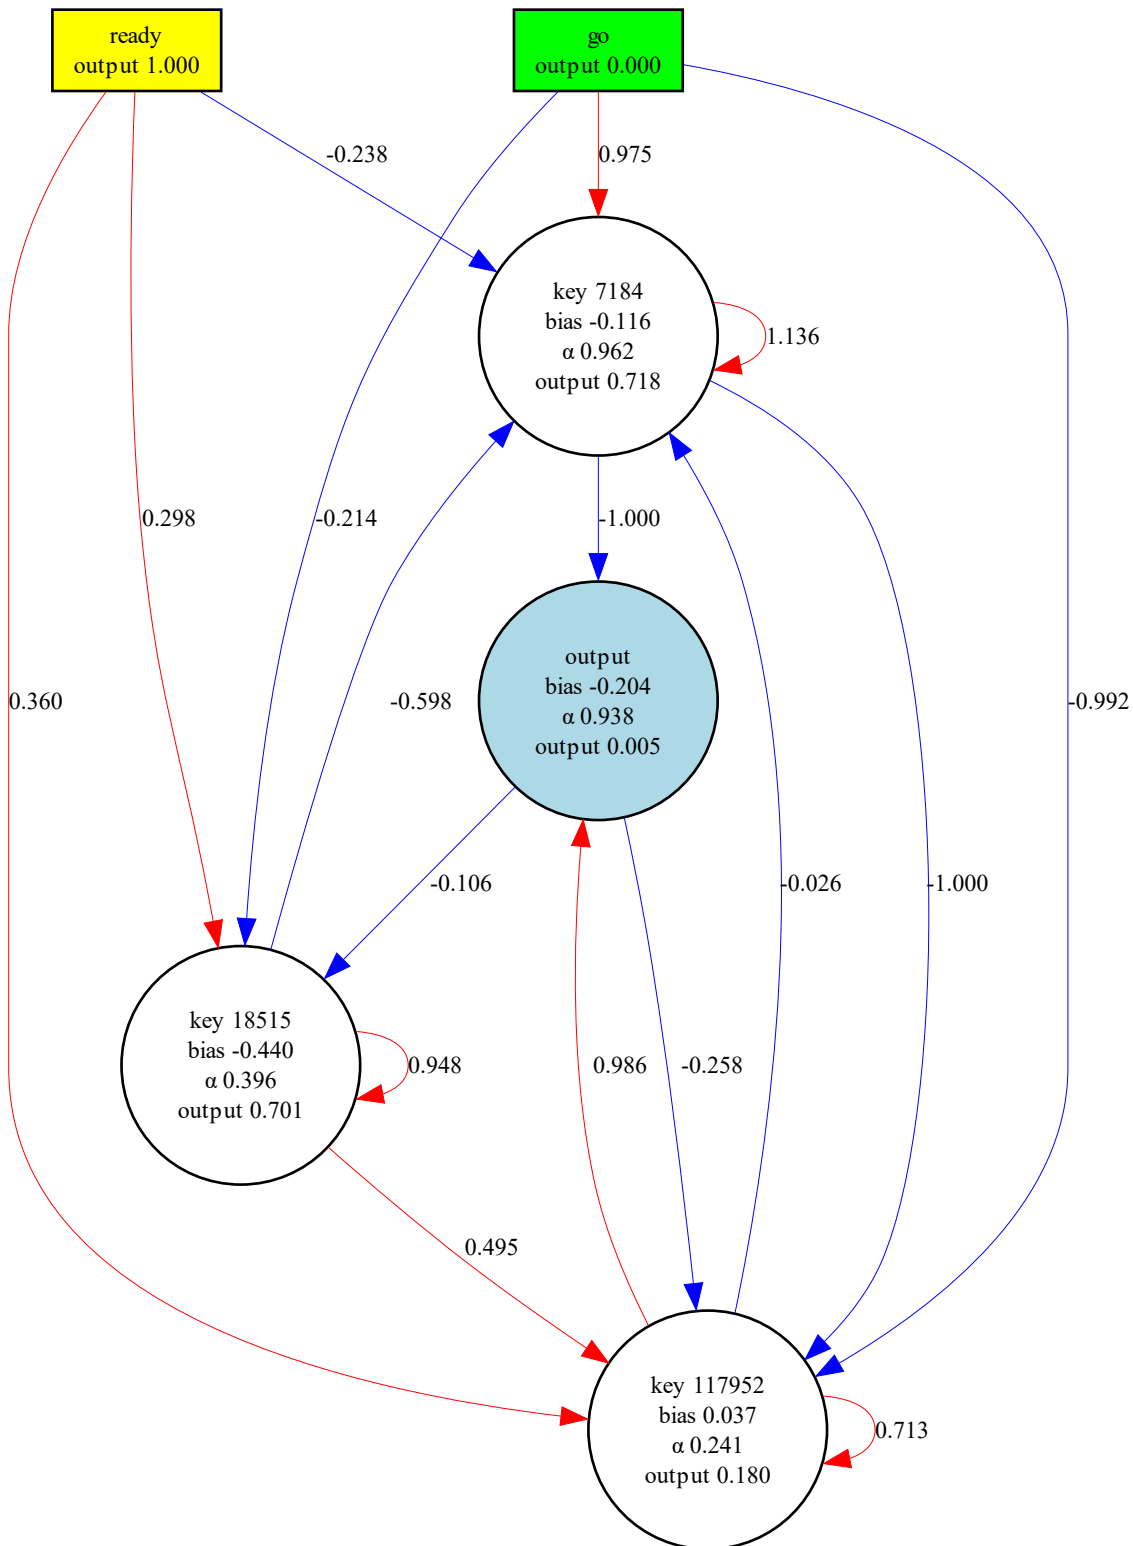 ready
output 1.000
go
output 0.000
-0.238
0.975
key 7184
bias -0.116
α 0.962
output 0.718
1.136
0.298
-0.214
-1.000
0.360
-0.598
output
bias -0.204
α 0.938
output 0.005
-0.992
-0.106
-0.026
-1.000
key 18515
bias -0.440
α 0.396
output 0.701
0.948
0.986
-0.258
0.495
key 117952
bias 0.037
α 0.241
output 0.180
0.713